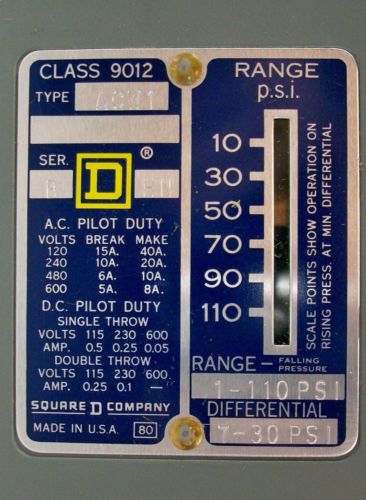 CLASS 9012
TYPE
SER.
D
®
A.C. PILOT DUTY
VOLTS BREAK MAKE
120 15A. 40A.
240 10A. 20A.
480 6A. 10A.
600 5A. 8A.
D.C. PILOT DUTY
SINGLE THROW
VOLTS 115 230 600
AMP. 0.5 0.25 0.05
DOUBLE THROW
VOLTS 115 230 600
AMP. 0.25 0.1 —
SQUARE D COMPANY
MADE IN U.S.A. 80
RANGE
p.s.i.
10
30
50
70
90
110
SCALE POINTS SHOW OPERATION ON
RISING PRESS. AT MIN. DIFFERENTIAL
RANGE – FALLING PRESSURE
1-110 PSI
DIFFERENTIAL
7-30 PSI